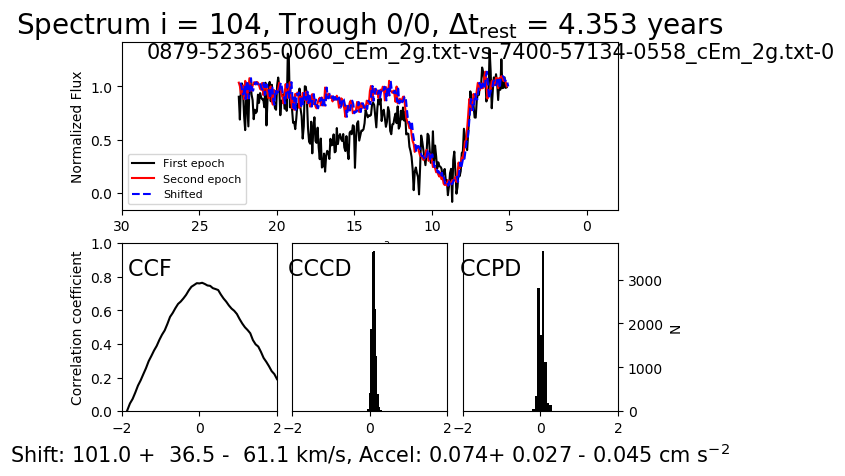 Spectrum i = 104, Trough 0/0, Δt_rest = 4.353 years
0879-52365-0060_cEm_2g.txt-vs-7400-57134-0558_cEm_2g.txt-0
Normalized Flux
1.0
0.5
0.0
First epoch
Second epoch
Shifted
30 25 20 15 10 5 0
CCF
CCCD
CCPD
Correlation coefficient
1.0
0.8
0.6
0.4
0.2
0.0
3000
2000
1000
0
N
−2 0 2 −2 0 2 −2 0 2
Shift: 101.0 + 36.5 - 61.1 km/s, Accel: 0.074+ 0.027 - 0.045 cm s⁻²